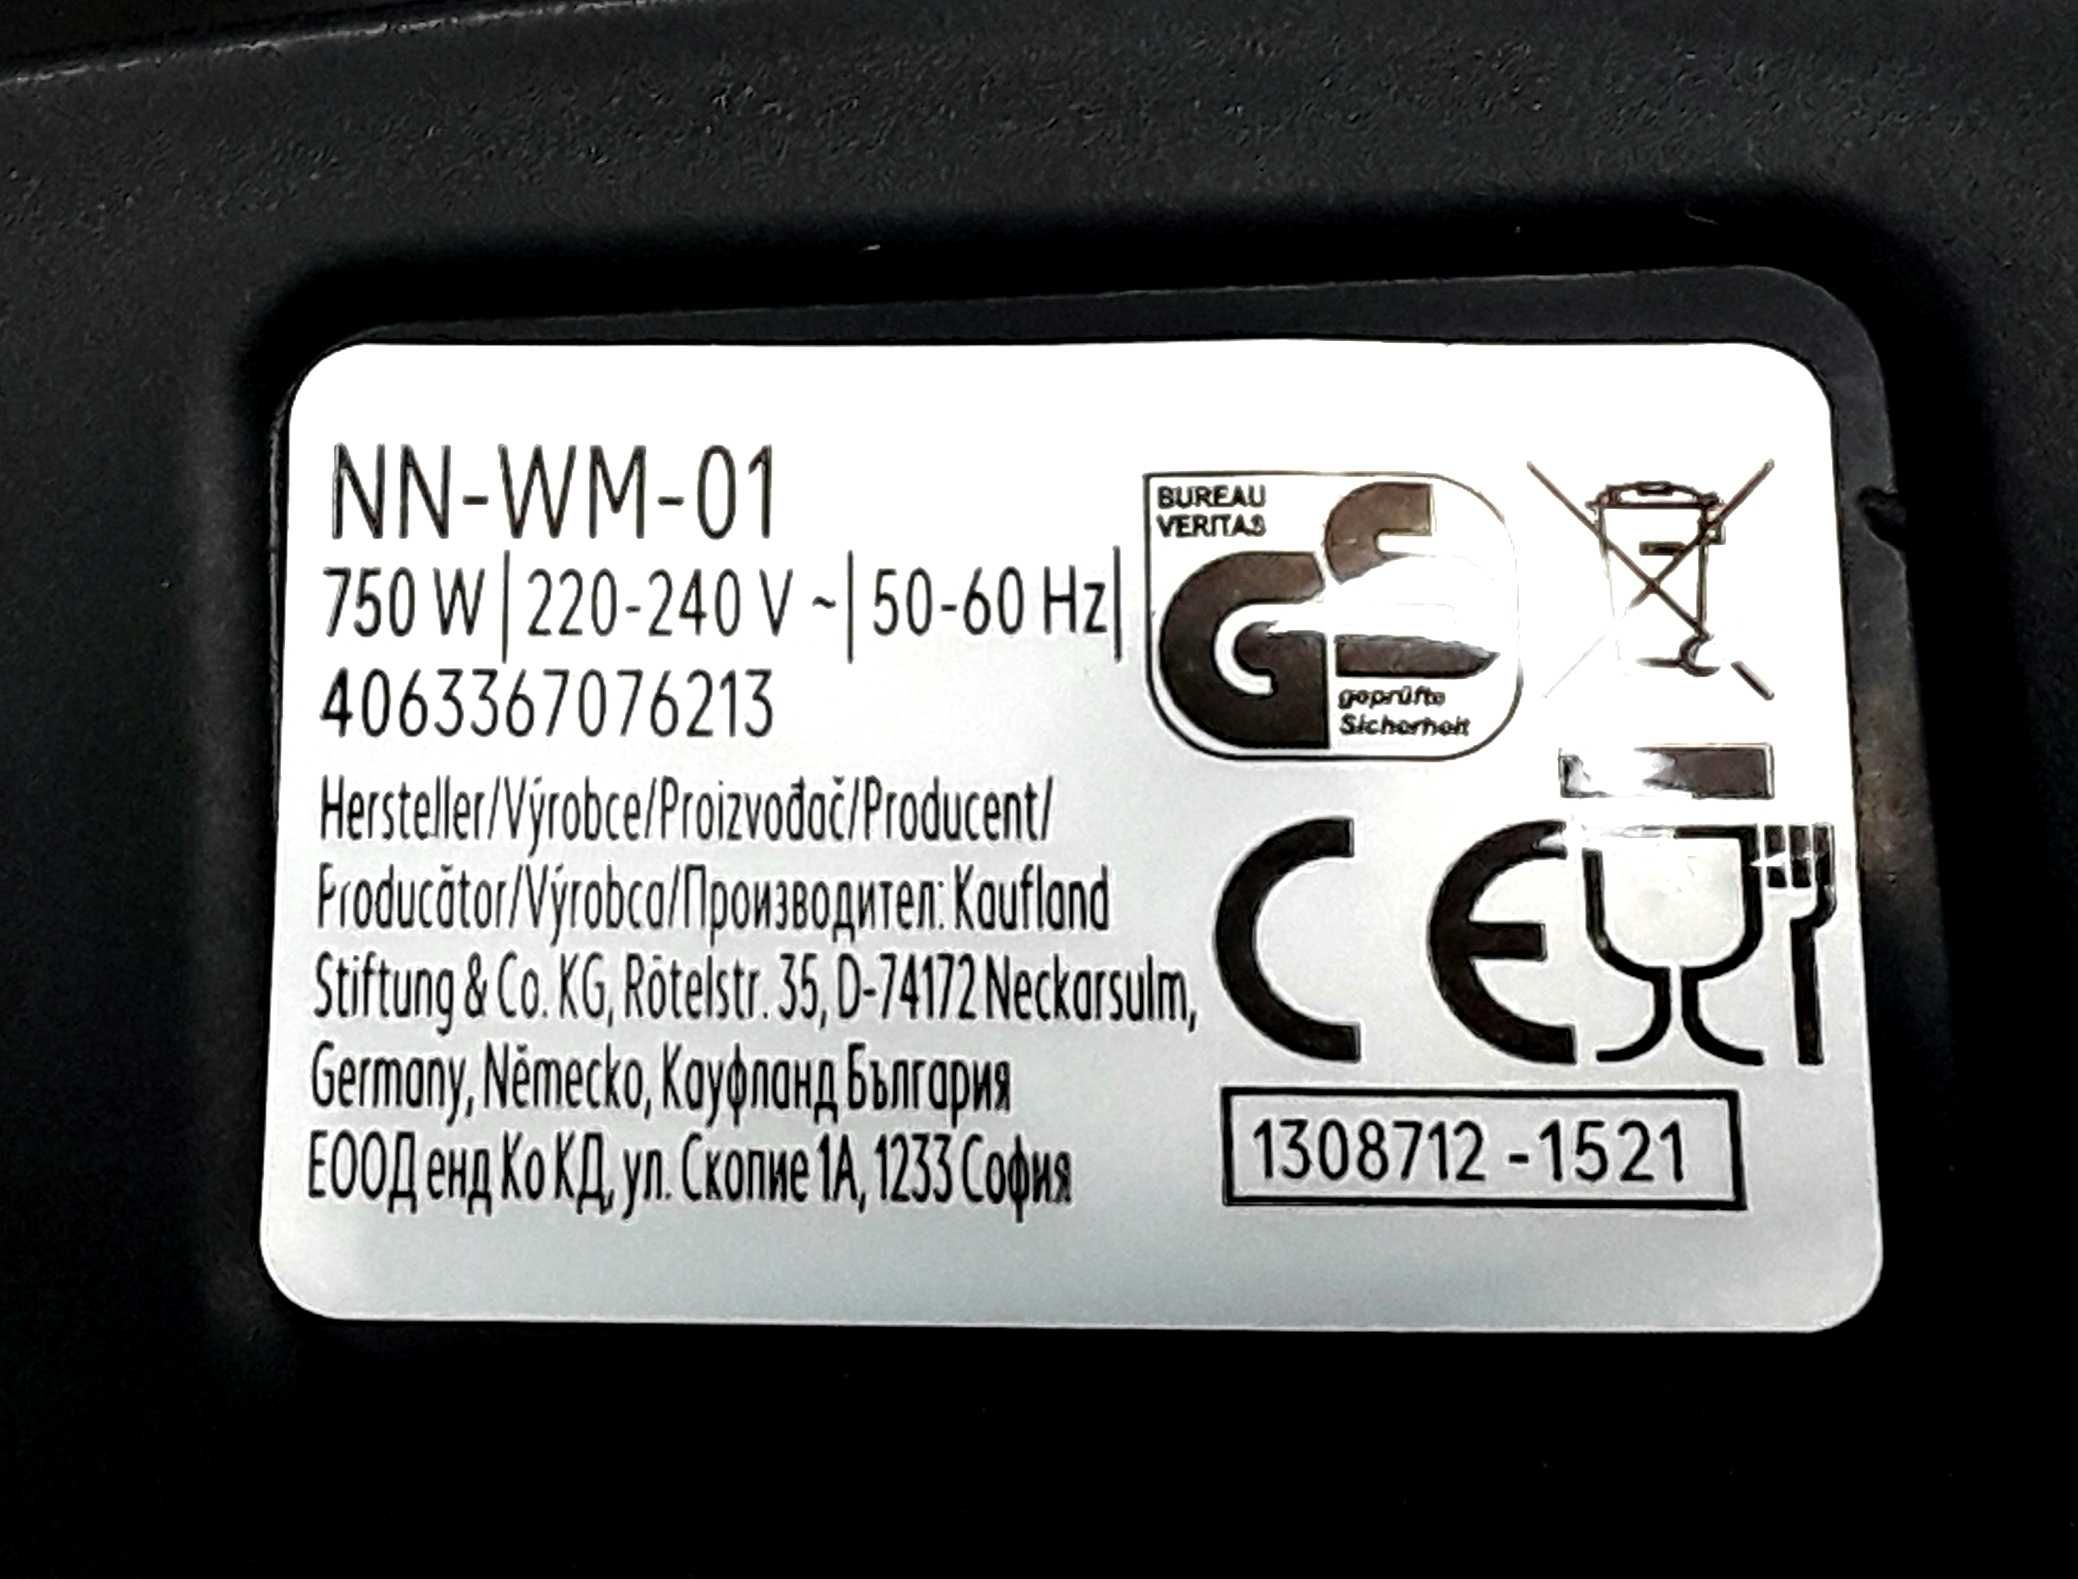 NN-WM-01
750 W|220-240 V ~|50-60 Hz|
4063367076213
Hersteller/Výrobce/Proizvođač/Producent/
Producător/Výrobca/Производител: Kaufland
Stiftung & Co. KG, Rötelstr. 35, D-74172 Neckarsulm,
Germany, Německo, Кауфланд България
ЕООД енд Ко КД, ул. Скопие 1А, 1233 София
BUREAU
VERITAS
GS
geprüfte
Sicherheit
CE
1308712 -1521